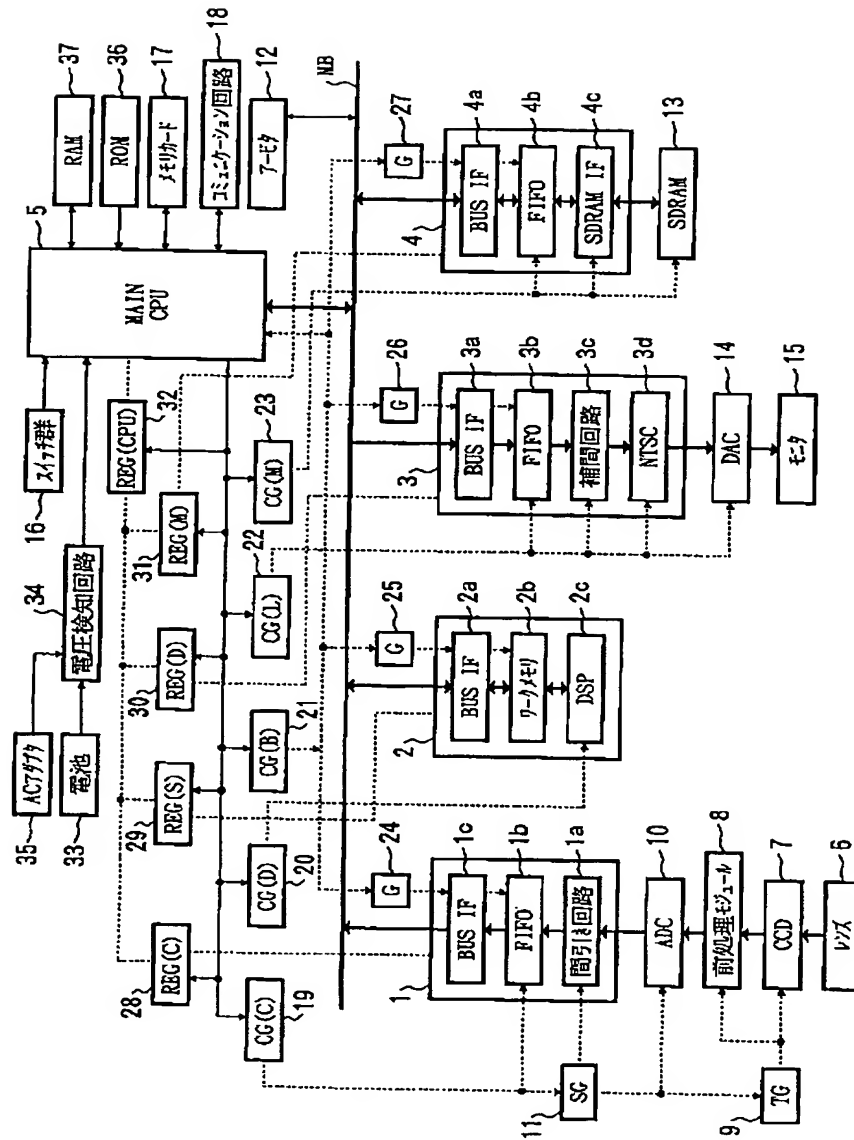 37
RAM
36
ROM
17
メモリカード
18
コミュニケーション回路
12
アービタ
MB
5
MAIN
CPU
16
スイッチ群
34
電圧検知回路
35
ACアダプタ
33
電池
32
REG(CPU)
31
REG(M)
30
REG(D)
29
REG(S)
28
REG(C)
23
CG(M)
22
CG(L)
21
CG(B)
20
CG(D)
19
CG(C)
24
G
25
G
26
G
27
G
1
1c
BUS IF
1b
FIFO
1a
間引き回路
10
ADC
8
前処理モジュール
7
CCD
6
レンズ
11
SG
9
TG
2
2a
BUS IF
2b
ワークメモリ
2c
DSP
3
3a
BUS IF
3b
FIFO
3c
補間回路
3d
NTSC
14
DAC
15
モニタ
4
4a
BUS IF
4b
FIFO
4c
SDRAM IF
13
SDRAM